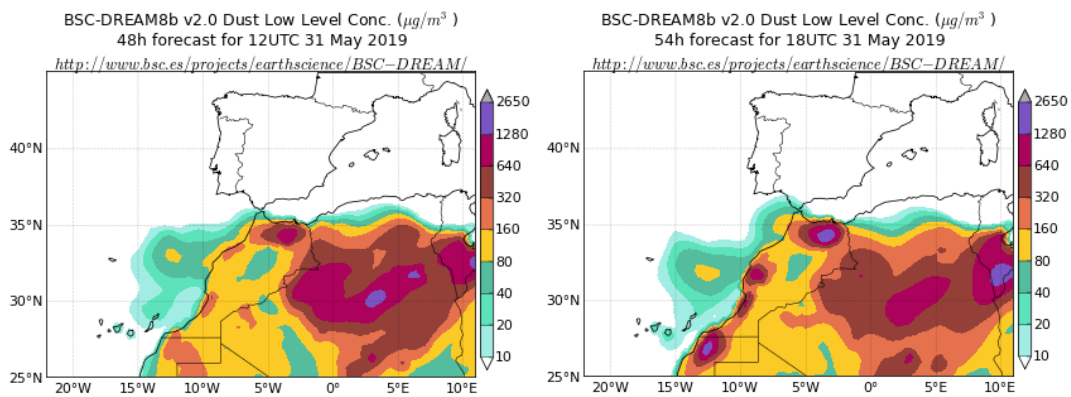 BSC-DREAM8b v2.0 Dust Low Level Conc. (μg/m³ )
48h forecast for 12UTC 31 May 2019
http://www.bsc.es/projects/earthscience/BSC−DREAM/
40°N
35°N
30°N
25°N
20°W
15°W
10°W
5°W
0°
5°E
10°E
2650
1280
640
320
160
80
40
20
10
BSC-DREAM8b v2.0 Dust Low Level Conc. (μg/m³ )
54h forecast for 18UTC 31 May 2019
http://www.bsc.es/projects/earthscience/BSC−DREAM/
40°N
35°N
30°N
25°N
20°W
15°W
10°W
5°W
0°
5°E
10°E
2650
1280
640
320
160
80
40
20
10